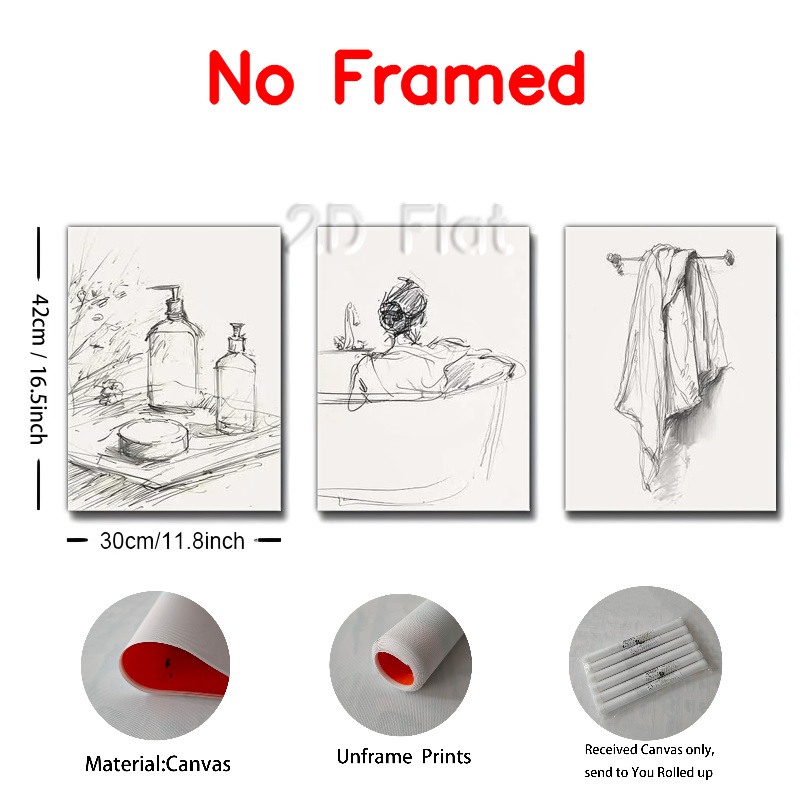 No Framed
2D Flat
42cm / 16.5inch
30cm/11.8inch
Material:Canvas
Unframe Prints
Received Canvas only,
send to You Rolled up